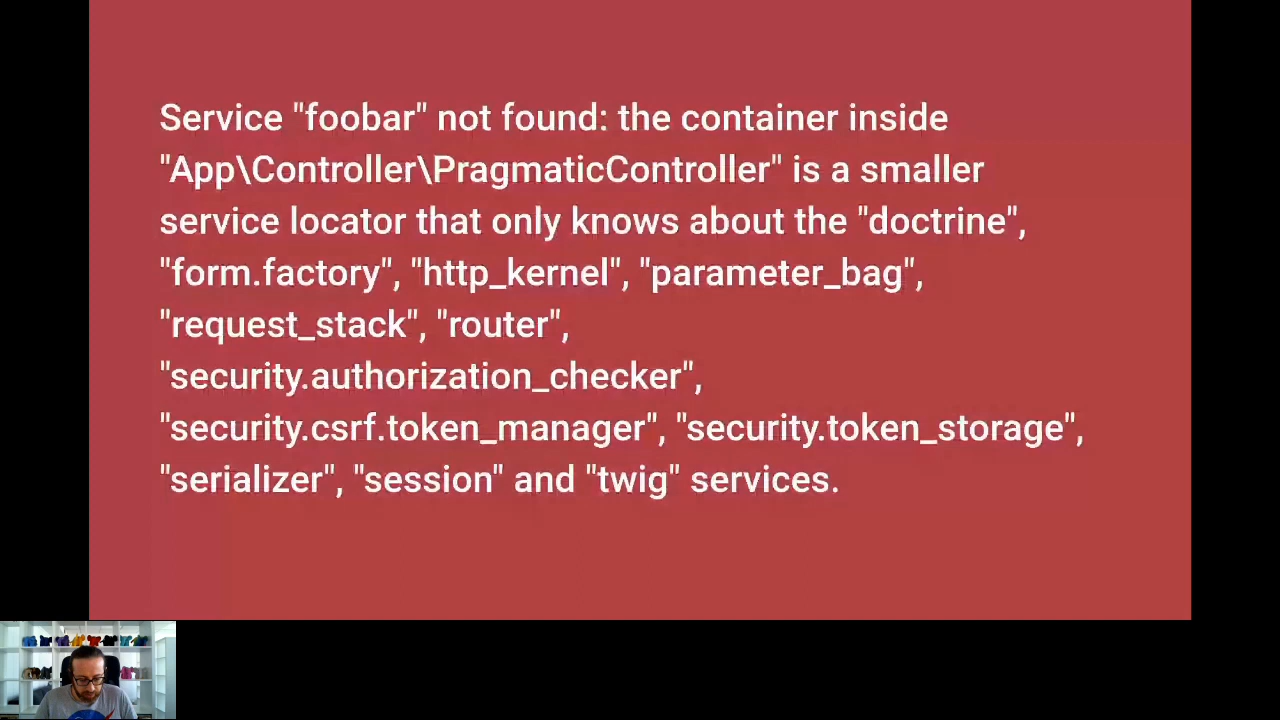 Service "foobar" not found: the container inside
"App\Controller\PragmaticController" is a smaller
service locator that only knows about the "doctrine",
"form.factory", "http_kernel", "parameter_bag",
"request_stack", "router",
"security.authorization_checker",
"security.csrf.token_manager", "security.token_storage",
"serializer", "session" and "twig" services.